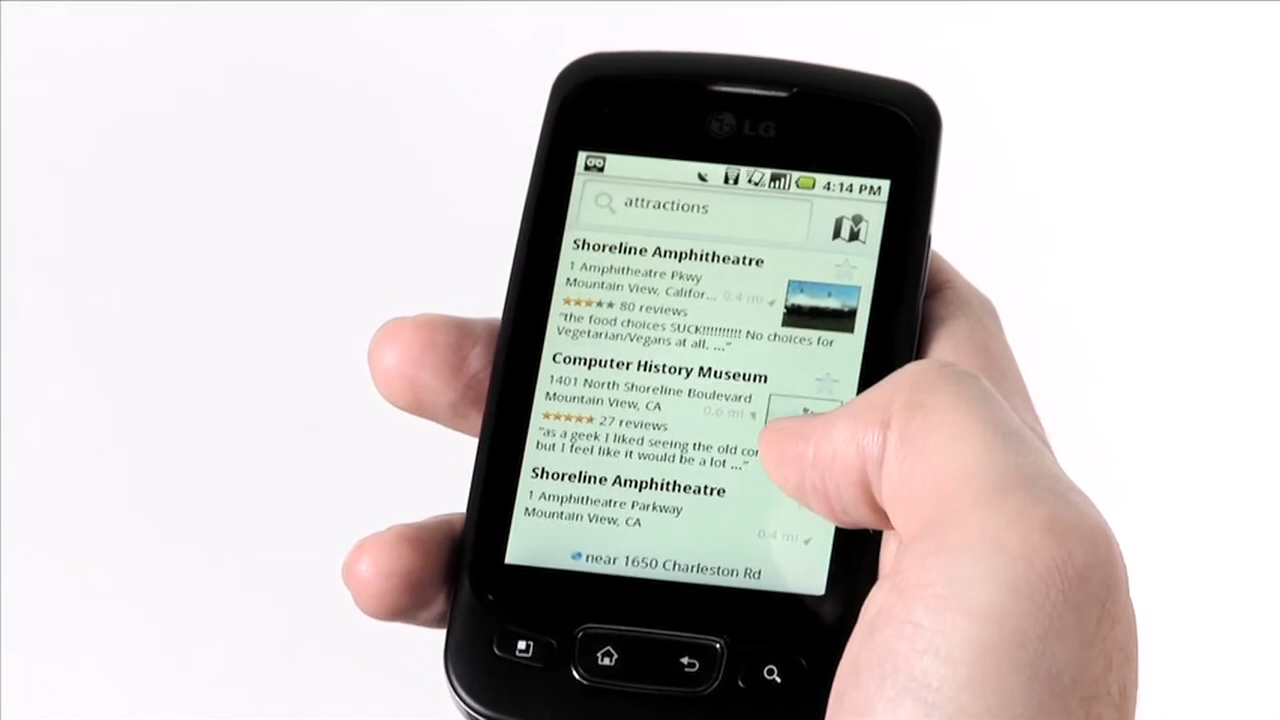 LG
4:14 PM
attractions
Shoreline Amphitheatre
1 Amphitheatre Pkwy
Mountain View, Califor... 0.4 mi
80 reviews
"the food choices SUCK!!!!!!!!!! No choices for
Vegetarian/Vegans at all. ..."
Computer History Museum
1401 North Shoreline Boulevard
Mountain View, CA 0.6 mi
27 reviews
"as a geek I liked seeing the old
but I feel like it would be a lot ..."
Shoreline Amphitheatre
1 Amphitheatre Parkway
Mountain View, CA
0.4 mi
near 1650 Charleston Rd